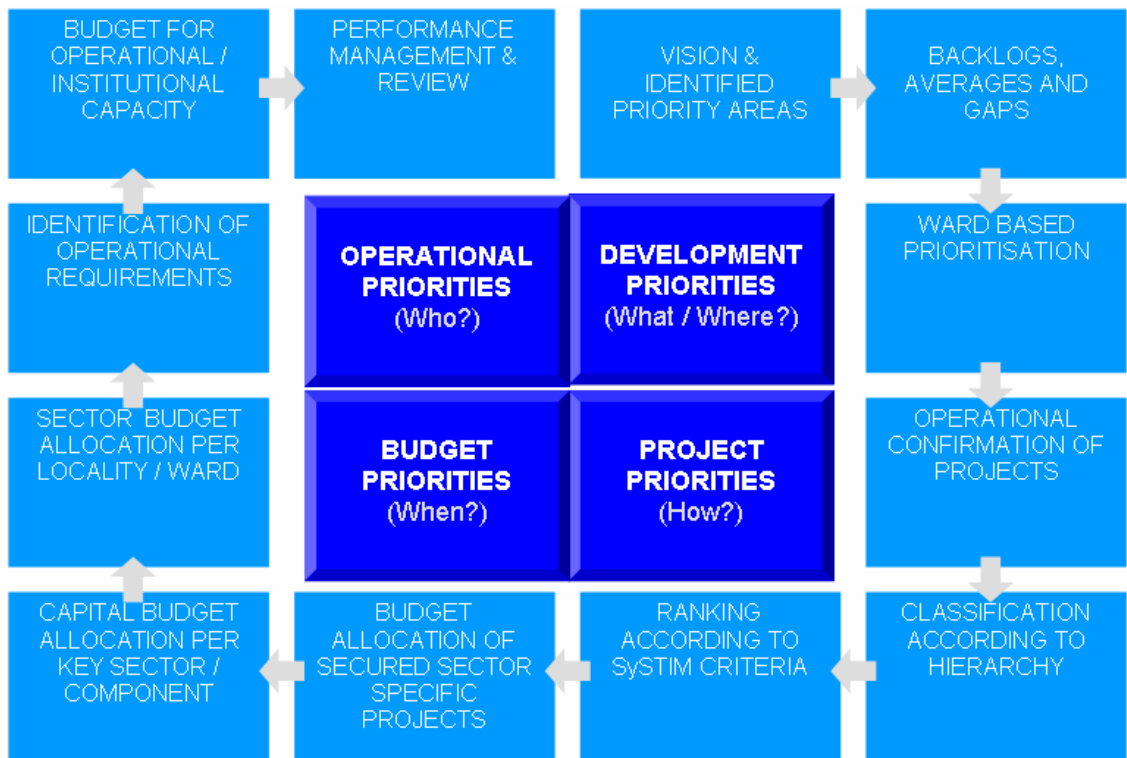 BUDGET FOR
OPERATIONAL /
INSTITUTIONAL
CAPACITY
PERFORMANCE
MANAGEMENT &
REVIEW
VISION &
IDENTIFIED
PRIORITY AREAS
BACKLOGS,
AVERAGES AND
GAPS
IDENTIFICATION OF
OPERATIONAL
REQUIREMENTS
OPERATIONAL
PRIORITIES
(Who?)
DEVELOPMENT
PRIORITIES
(What / Where?)
WARD BASED
PRIORITISATION
SECTOR BUDGET
ALLOCATION PER
LOCALITY / WARD
BUDGET
PRIORITIES
(When?)
PROJECT
PRIORITIES
(How?)
OPERATIONAL
CONFIRMATION OF
PROJECTS
CAPITAL BUDGET
ALLOCATION PER
KEY SECTOR /
COMPONENT
BUDGET
ALLOCATION OF
SECURED SECTOR
SPECIFIC
PROJECTS
RANKING
ACCORDING TO
SySTIM CRITERIA
CLASSIFICATION
ACCORDING TO
HIERARCHY